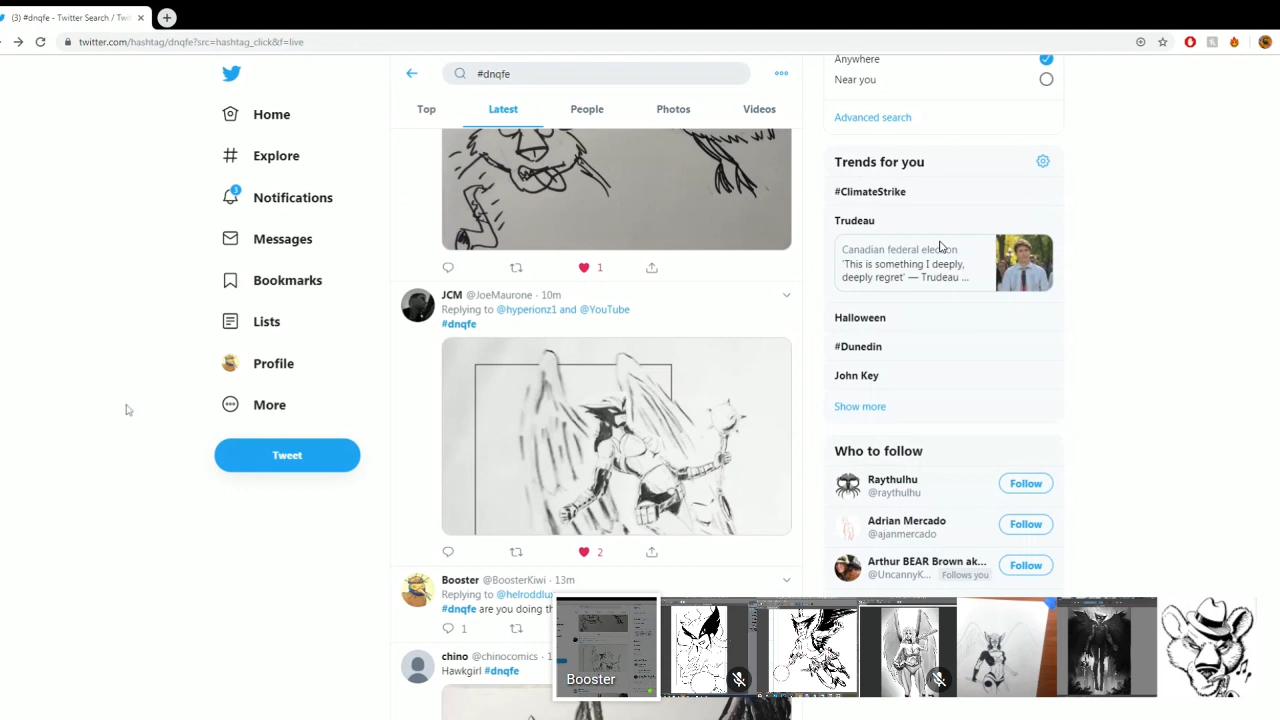 (3) #dnqfe - Twitter Search / Twi
twitter.com/hashtag/dnqfe?src=hashtag_click&f=live
#dnqfe
Top
Latest
People
Photos
Videos
Home
Explore
3
Notifications
Messages
Bookmarks
Lists
Profile
More
Tweet
1
JCM @JoeMaurone · 10m
Replying to @hyperionz1 and @YouTube
#dnqfe
2
Booster @BoosterKiwi · 13m
Replying to @helroddlu
#dnqfe are you doing th
1
chino @chinocomics · 1
Hawkgirl #dnqfe
Anywhere
Near you
Advanced search
Trends for you
#ClimateStrike
Trudeau
Canadian federal election
'This is something I deeply,
deeply regret' — Trudeau ...
Halloween
#Dunedin
John Key
Show more
Who to follow
Raythulhu
@raythulhu
Follow
Adrian Mercado
@ajanmercado
Follow
Arthur BEAR Brown ak...
@UncannyK... Follows you
Follow
Booster